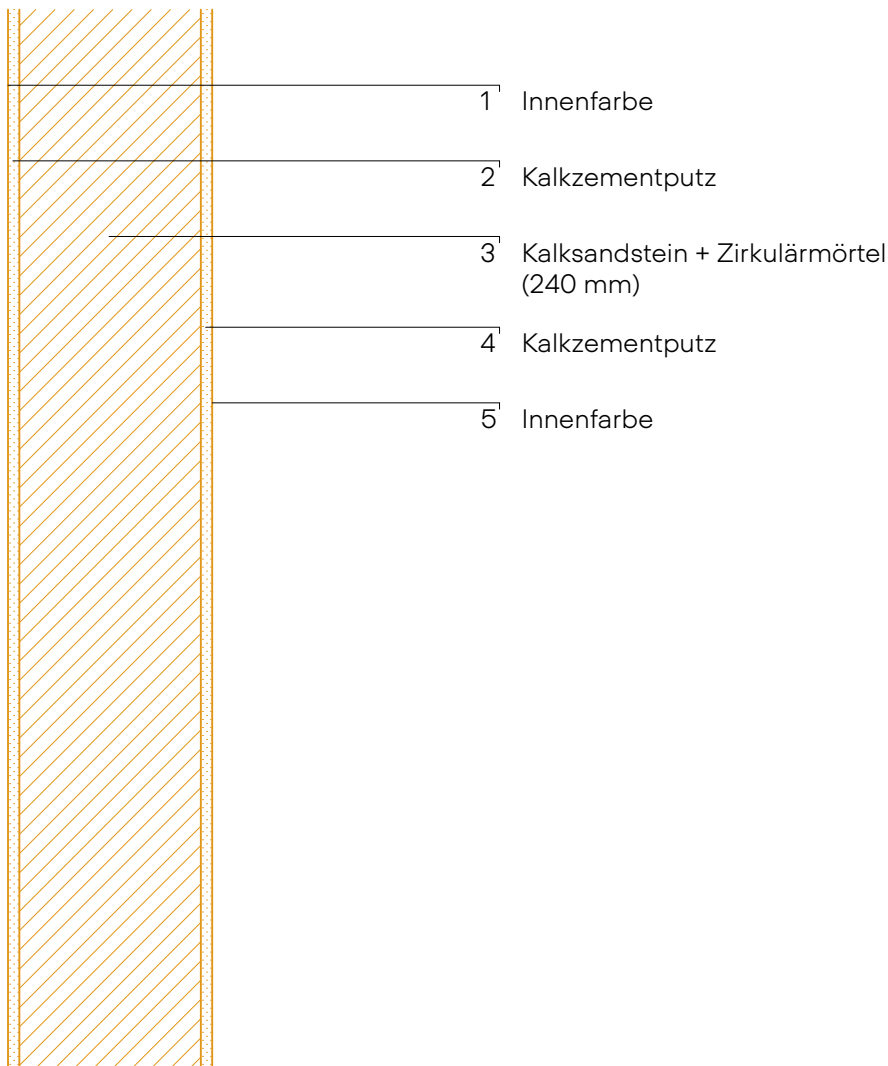 1 Innenfarbe
2 Kalkzementputz
3 Kalksandstein + Zirkulärmörtel
(240 mm)
4 Kalkzementputz
5 Innenfarbe